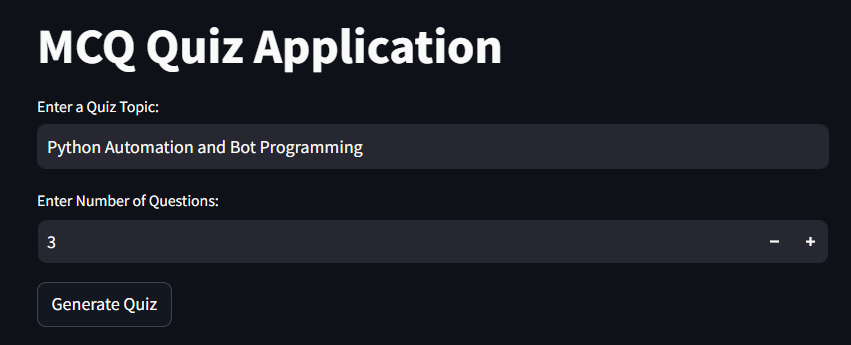 MCQ Quiz Application
Enter a Quiz Topic:
Python Automation and Bot Programming
Enter Number of Questions:
3 − +
Generate Quiz